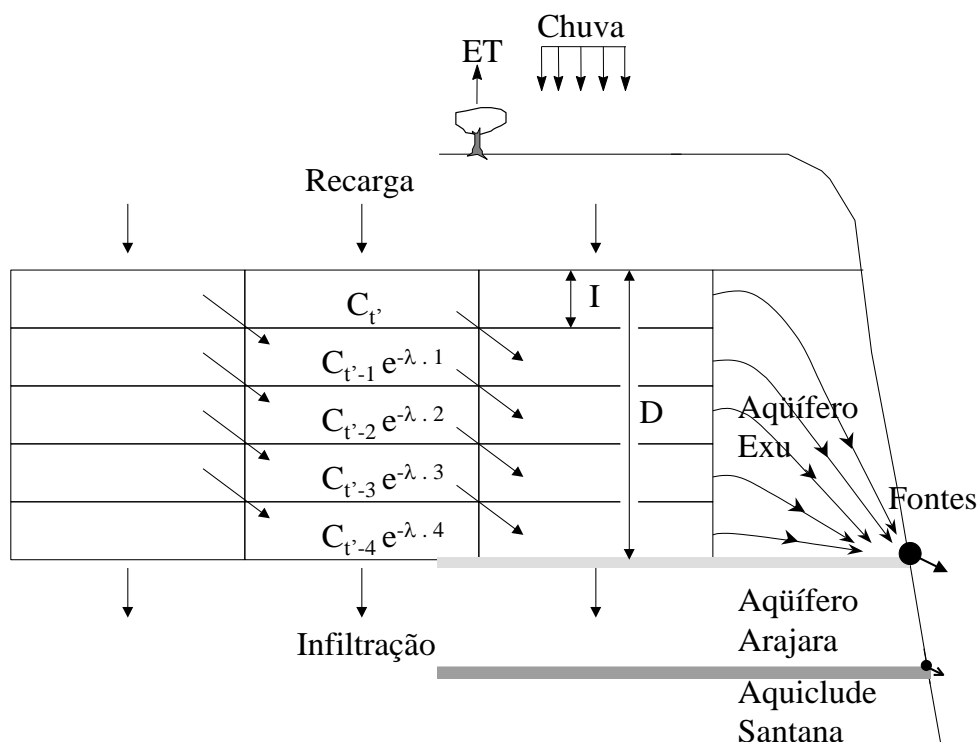 Chuva
ET
Recarga
I
C_t'
C_t'-1 e^-λ . 1
D
C_t'-2 e^-λ . 2
Aqüífero
Exu
C_t'-3 e^-λ . 3
Fontes
C_t'-4 e^-λ . 4
Aqüífero
Arajara
Infiltração
Aquiclude
Santana